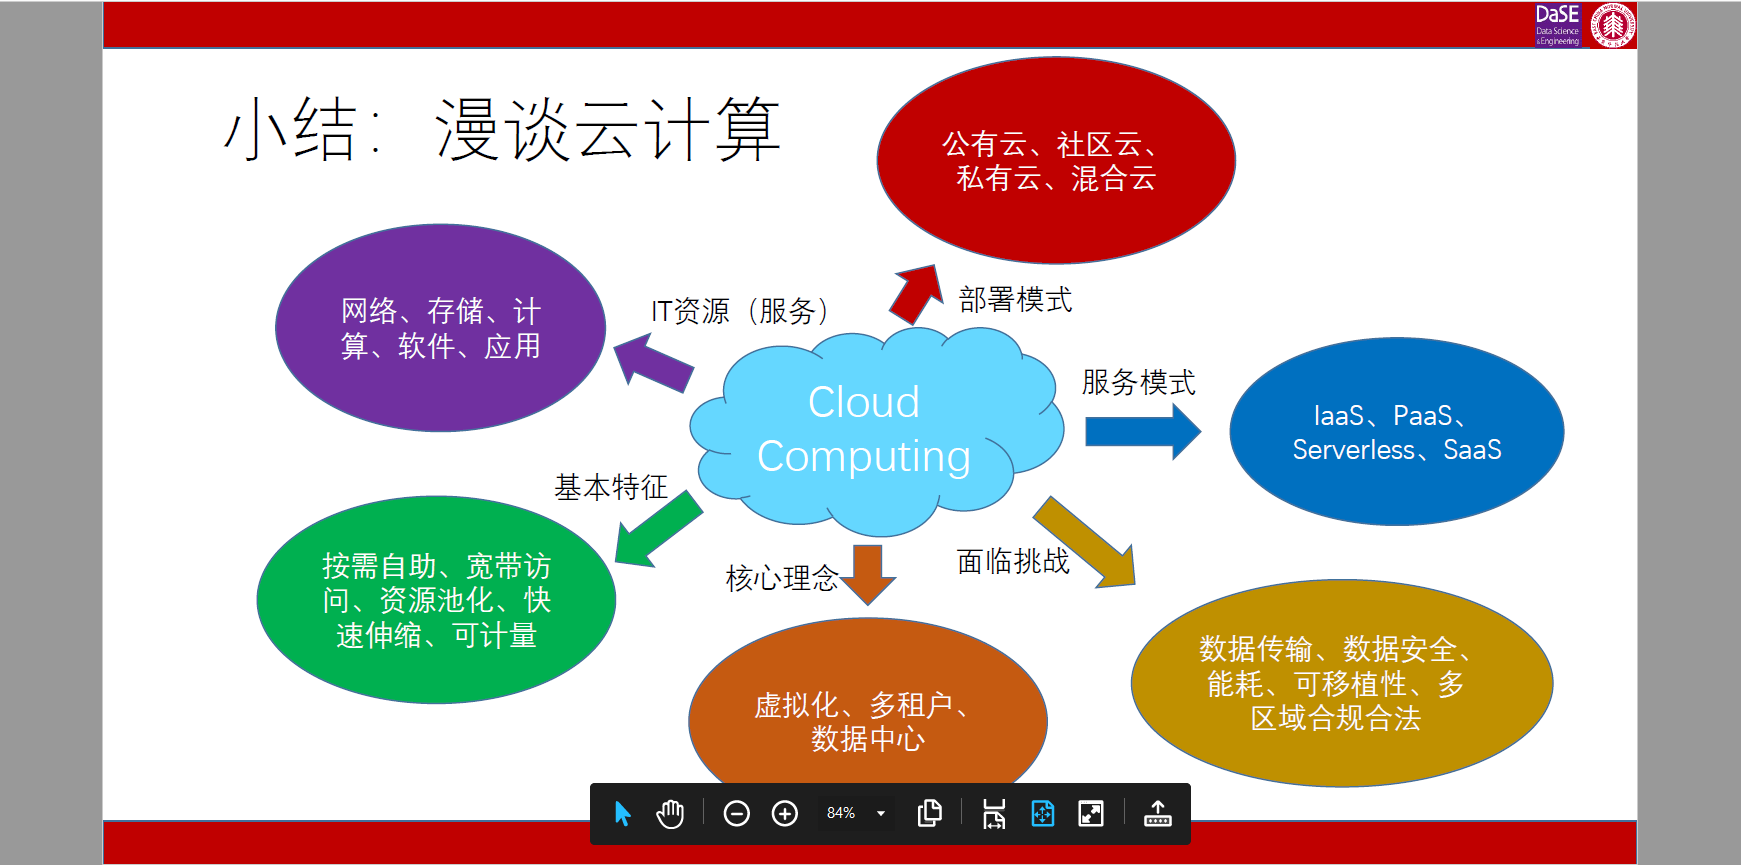 DaSE
Data Science
& Engineering
小结：漫谈云计算
公有云、社区云、
私有云、混合云
网络、存储、计
算、软件、应用
IT资源（服务）
部署模式
服务模式
Cloud
Computing
IaaS、PaaS、
Serverless、SaaS
基本特征
按需自助、宽带访
问、资源池化、快
速伸缩、可计量
核心理念
面临挑战
虚拟化、多租户、
数据中心
数据传输、数据安全、
能耗、可移植性、多
区域合规合法
84%